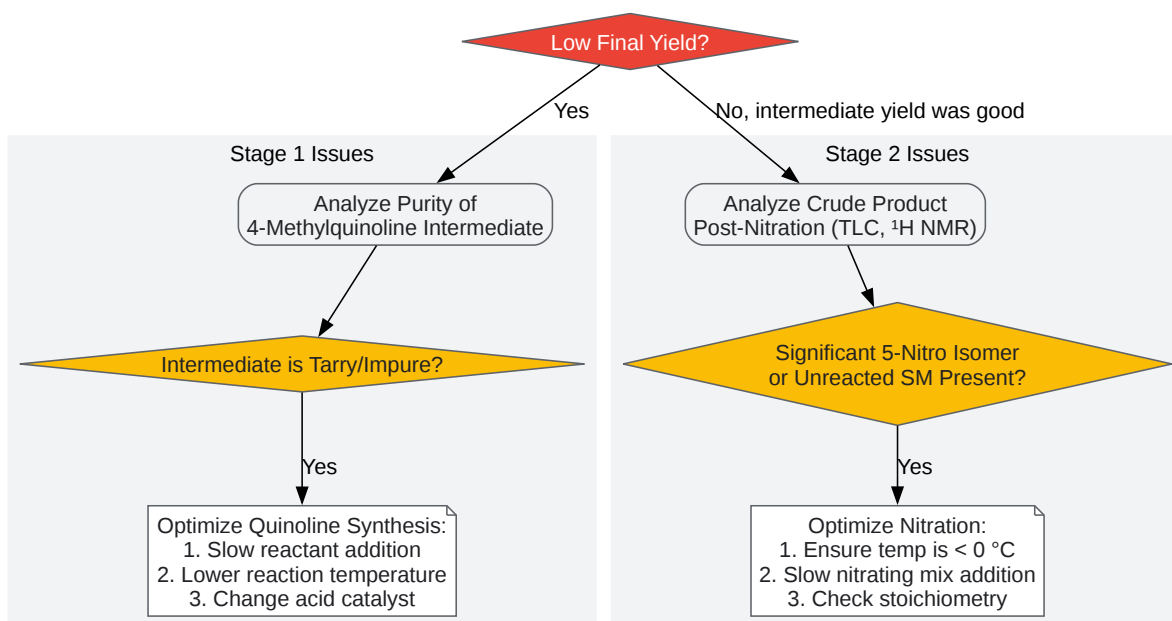 Low Final Yield?
Yes
No, intermediate yield was good
Stage 1 Issues
Analyze Purity of
4-Methylquinoline Intermediate
Intermediate is Tarry/Impure?
Yes
Optimize Quinoline Synthesis:
1. Slow reactant addition
2. Lower reaction temperature
3. Change acid catalyst
Stage 2 Issues
Analyze Crude Product
Post-Nitration (TLC, ¹H NMR)
Significant 5-Nitro Isomer
or Unreacted SM Present?
Yes
Optimize Nitration:
1. Ensure temp is < 0 °C
2. Slow nitrating mix addition
3. Check stoichiometry